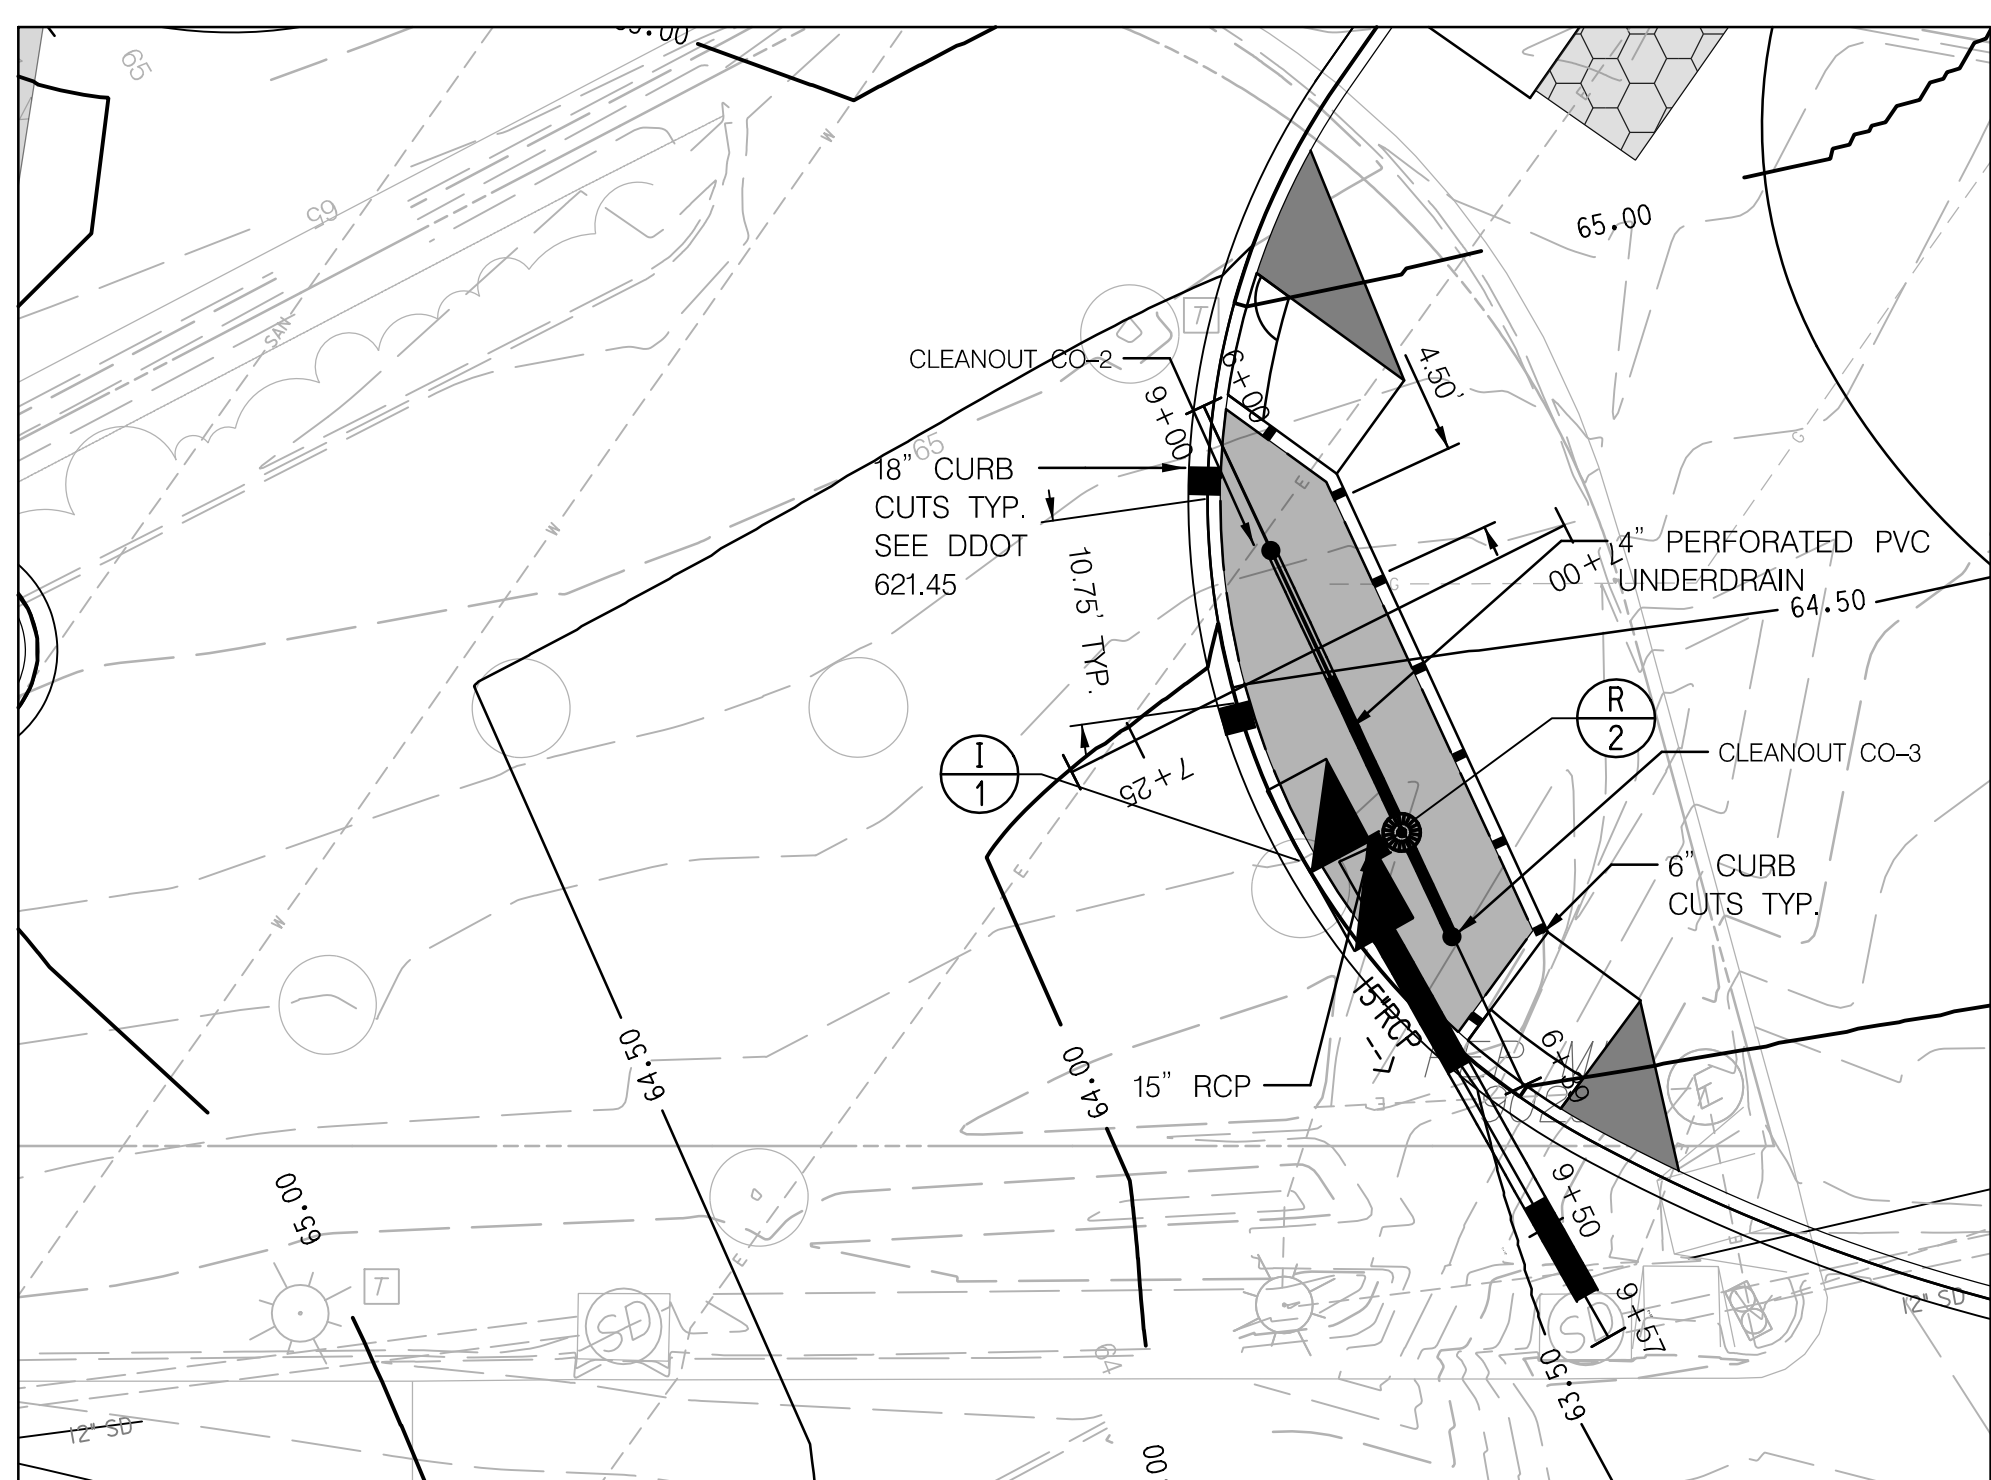 65
65
W
E
65.00
SAN
T
CLEANOUT CO-2
6+00
9+00
4.50'
65
18” CURB
CUTS TYP.
SEE DDOT
621.45
E
G
W
10.75' TYP.
4” PERFORATED PVC
UNDERDRAIN
7+00
G
64.50
R
2
I
1
7+25
CLEANOUT CO-3
E
W
6” CURB
CUTS TYP.
15"RCP
15” RCP
64.50
64.00
9+39
65.00
E
T
SD
9+50
E
9+57
SD
12" SD
64
63.50
12" SD